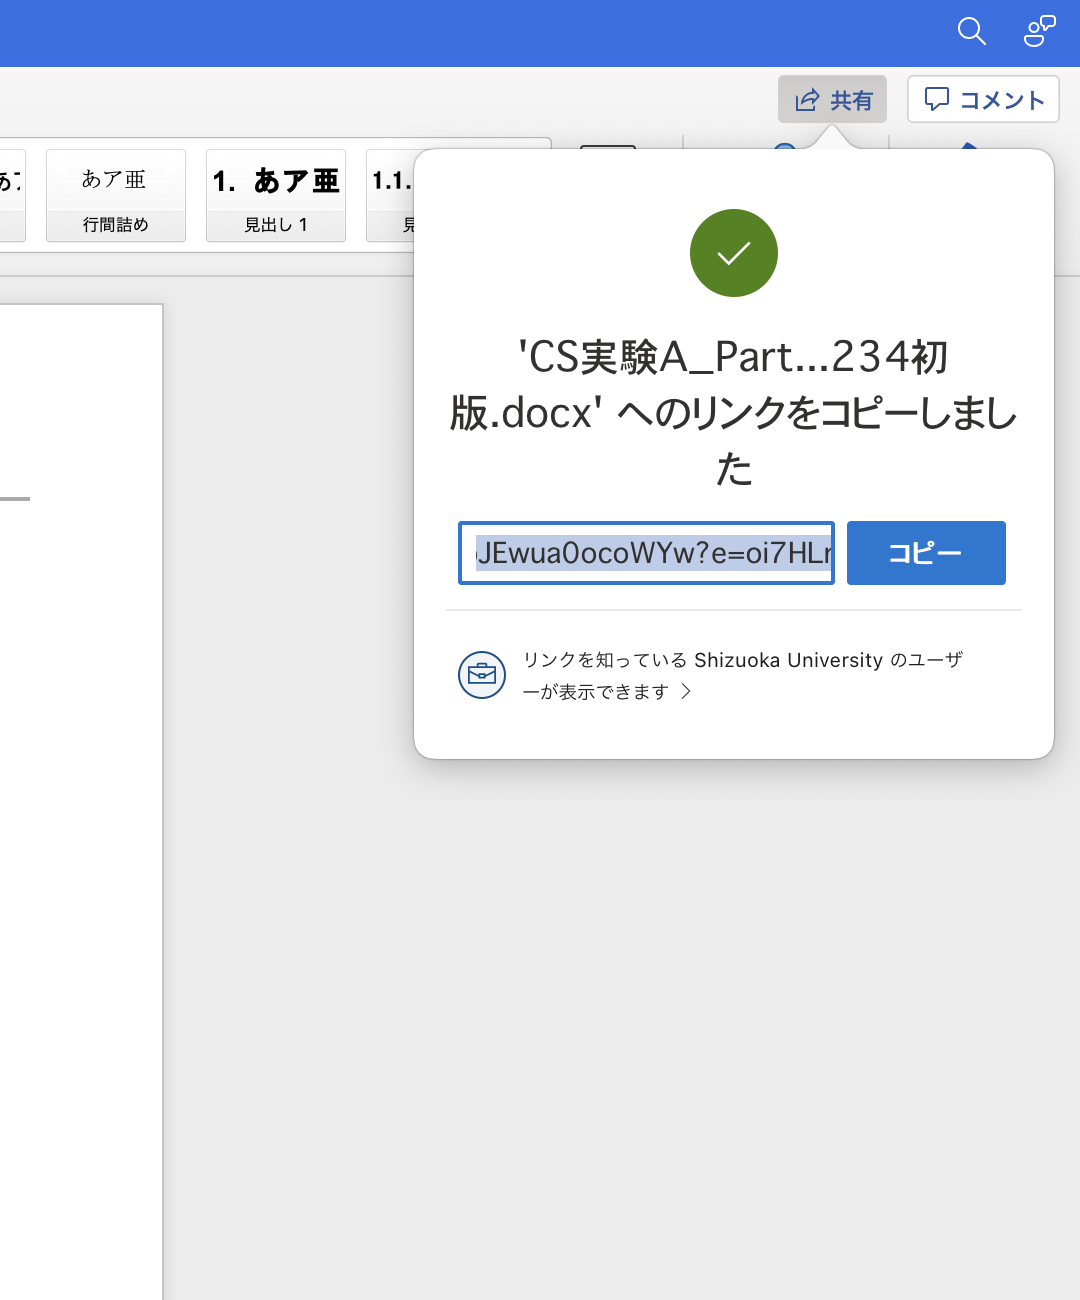 共有
コメント
あア亜
行間詰め
1. あア亜
見出し 1
1.1.
'CS実験A_Part...234初
版.docx' へのリンクをコピーしまし
た
JEwua0ocoWYw?e=oi7HL
コピー
リンクを知っている Shizuoka University のユーザ
ーが表示できます